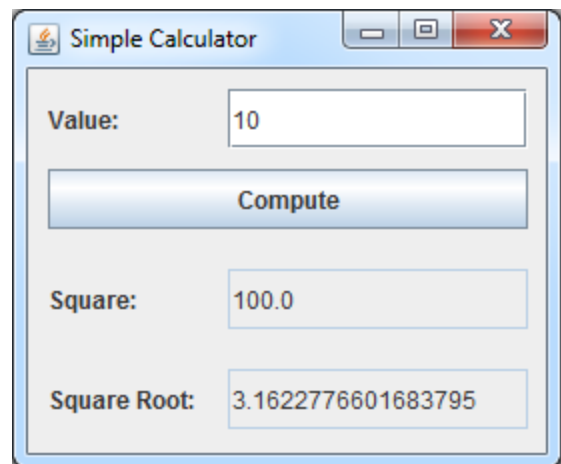 Simple Calculator
Value: 10
Compute
Square: 100.0
Square Root: 3.1622776601683795